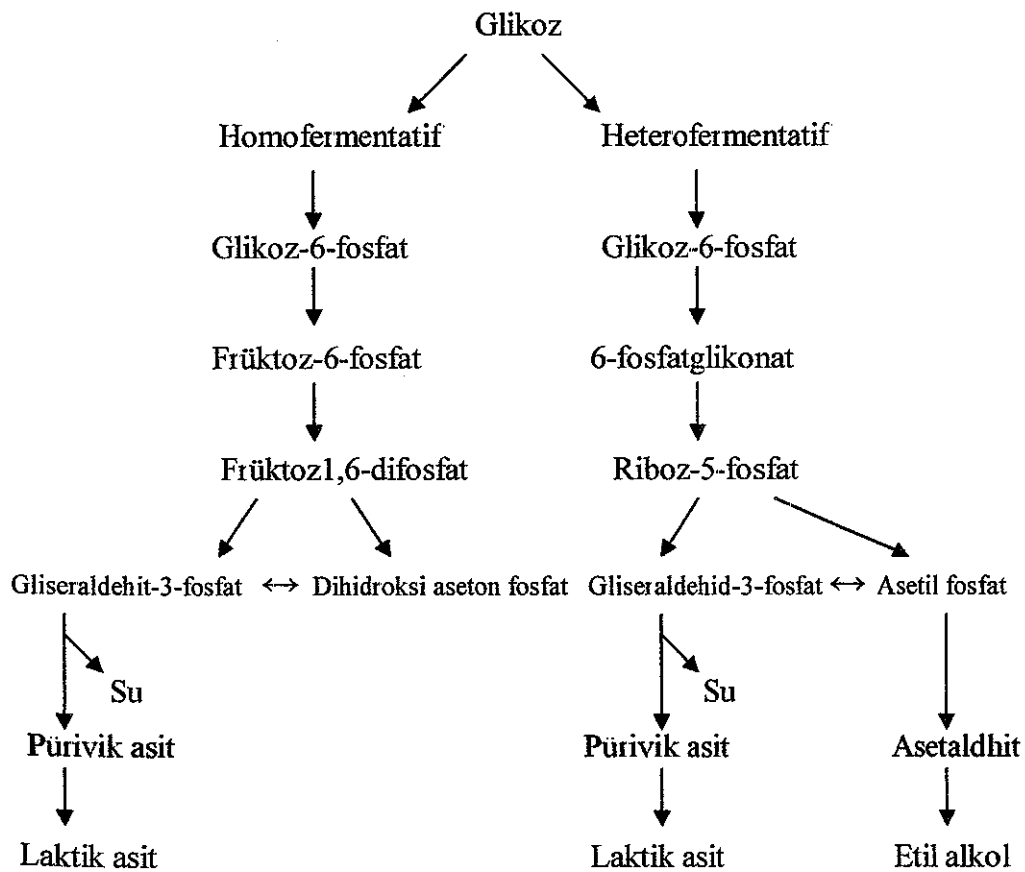 Glikoz
Homofermentatif Heterofermentatif
Glikoz-6-fosfat Glikoz-6-fosfat
Früktoz-6-fosfat 6-fosfatglikonat
Früktoz1,6-difosfat Riboz-5-fosfat
Gliseraldehit-3-fosfat ↔ Dihidroksi aseton fosfat Gliseraldehid-3-fosfat ↔ Asetil fosfat
Su Su
Pürivik asit Pürivik asit Asetaldhit
Laktik asit Laktik asit Etil alkol